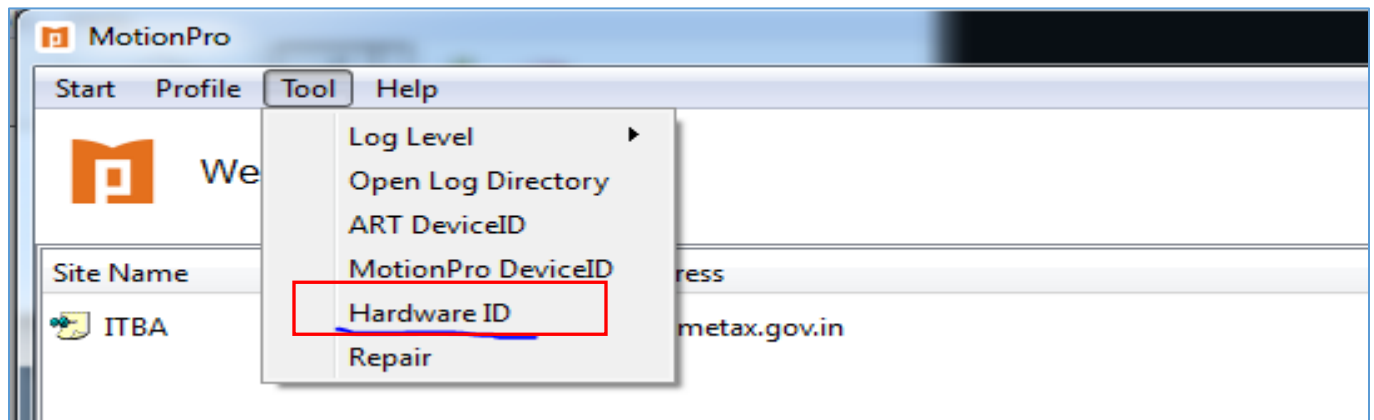 MotionPro
Start Profile Tool Help
We
Log Level
Open Log Directory
ART DeviceID
MotionPro DeviceID
Hardware ID
Repair
Site Name ress
ITBA metax.gov.in